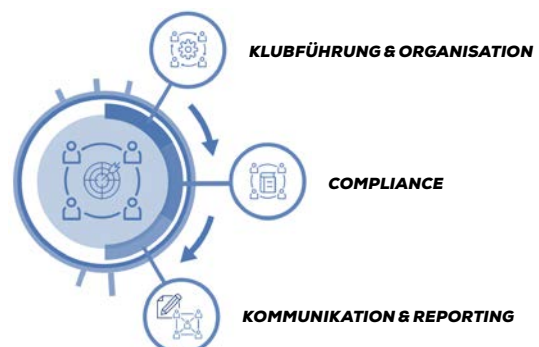 KLUBFÜHRUNG & ORGANISATION
COMPLIANCE
KOMMUNIKATION & REPORTING